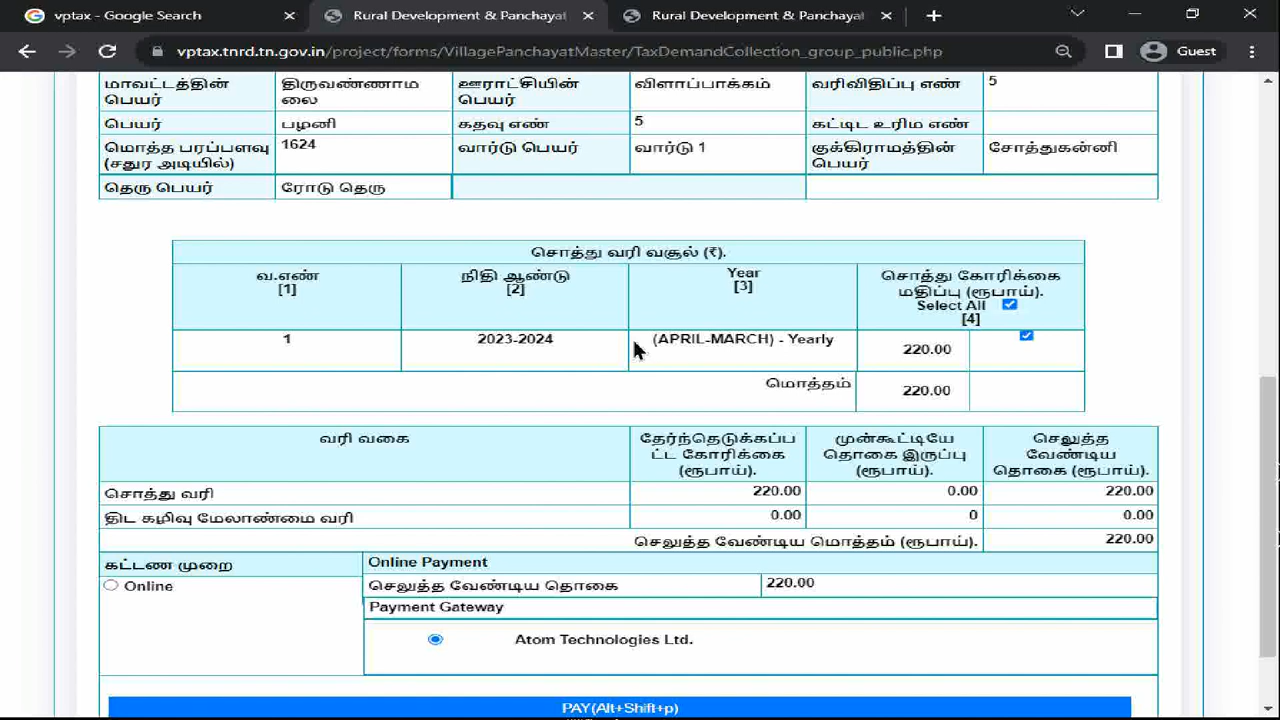 vptax - Google Search
Rural Development & Panchayat
Rural Development & Panchayat
vptax.tnrd.tn.gov.in/project/forms/VillagePanchayatMaster/TaxDemandCollection_group_public.php
Guest
மாவட்டத்தின் பெயர் திருவண்ணாமலை ஊராட்சியின் பெயர் விளாப்பாக்கம் வரிவிதிப்பு எண் 5
பெயர் பழனி கதவு எண் 5 கட்டிட உரிம எண்
மொத்த பரப்பளவு (சதுர அடியில்) 1624 வார்டு பெயர் வார்டு 1 குக்கிராமத்தின் பெயர் சோத்துகன்னி
தெரு பெயர் ரோடு தெரு
சொத்து வரி வசூல் (₹).
வ.எண் [1] நிதி ஆண்டு [2] Year [3] சொத்து கோரிக்கை மதிப்பு (ரூபாய்). Select All [4]
1 2023-2024 (APRIL-MARCH) - Yearly 220.00
மொத்தம் 220.00
வரி வகை தேர்ந்தெடுக்கப்பட்ட கோரிக்கை (ரூபாய்). முன்கூட்டியே தொகை இருப்பு (ரூபாய்). செலுத்த வேண்டிய தொகை (ரூபாய்).
சொத்து வரி 220.00 0.00 220.00
திட கழிவு மேலாண்மை வரி 0.00 0 0.00
செலுத்த வேண்டிய மொத்தம் (ரூபாய்). 220.00
கட்டண முறை Online Payment
Online செலுத்த வேண்டிய தொகை 220.00
Payment Gateway
Atom Technologies Ltd.
PAY(Alt+Shift+p)